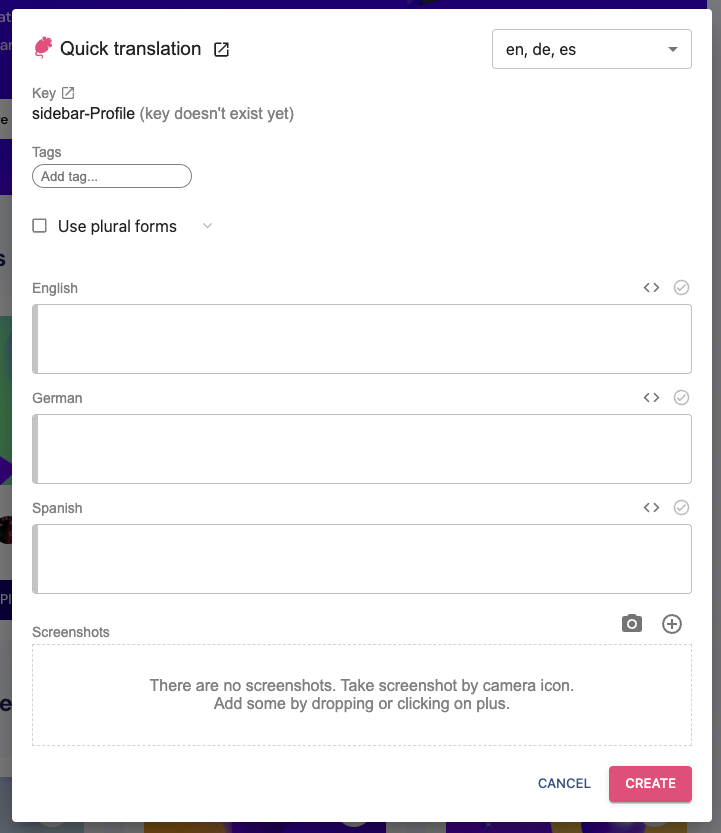 Quick translation
en, de, es
Key
sidebar-Profile (key doesn't exist yet)
Tags
Add tag...
Use plural forms
English
German
Spanish
Screenshots
There are no screenshots. Take screenshot by camera icon.
Add some by dropping or clicking on plus.
CANCEL
CREATE